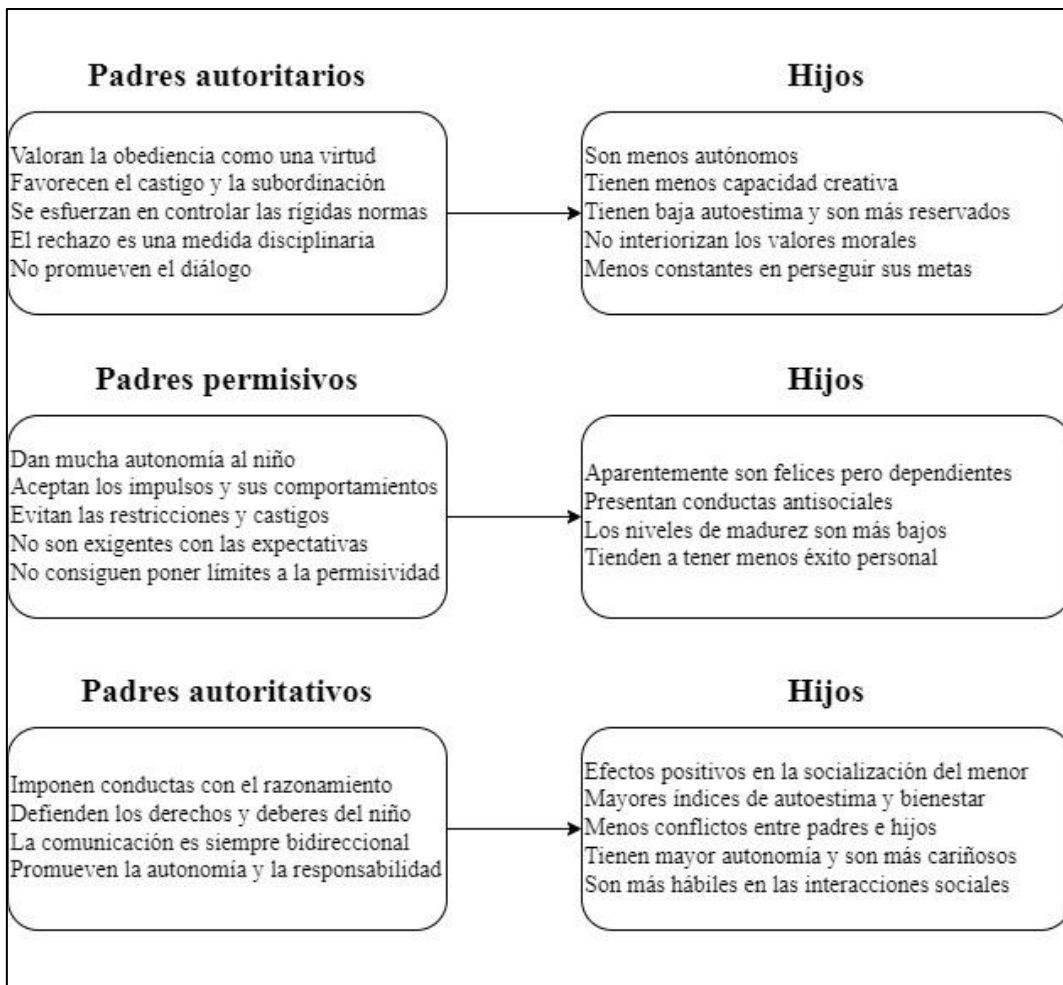 Padres autoritarios
Valoran la obediencia como una virtud
Favorecen el castigo y la subordinación
Se esfuerzan en controlar las rígidas normas
El rechazo es una medida disciplinaria
No promueven el diálogo
Hijos
Son menos autónomos
Tienen menos capacidad creativa
Tienen baja autoestima y son más reservados
No interiorizan los valores morales
Menos constantes en perseguir sus metas
Padres permisivos
Dan mucha autonomía al niño
Aceptan los impulsos y sus comportamientos
Evitan las restricciones y castigos
No son exigentes con las expectativas
No consiguen poner límites a la permisividad
Hijos
Aparentemente son felices pero dependientes
Presentan conductas antisociales
Los niveles de madurez son más bajos
Tienden a tener menos éxito personal
Padres autoritativos
Imponen conductas con el razonamiento
Defienden los derechos y deberes del niño
La comunicación es siempre bidireccional
Promueven la autonomía y la responsabilidad
Hijos
Efectos positivos en la socialización del menor
Mayores índices de autoestima y bienestar
Menos conflictos entre padres e hijos
Tienen mayor autonomía y son más cariñosos
Son más hábiles en las interacciones sociales